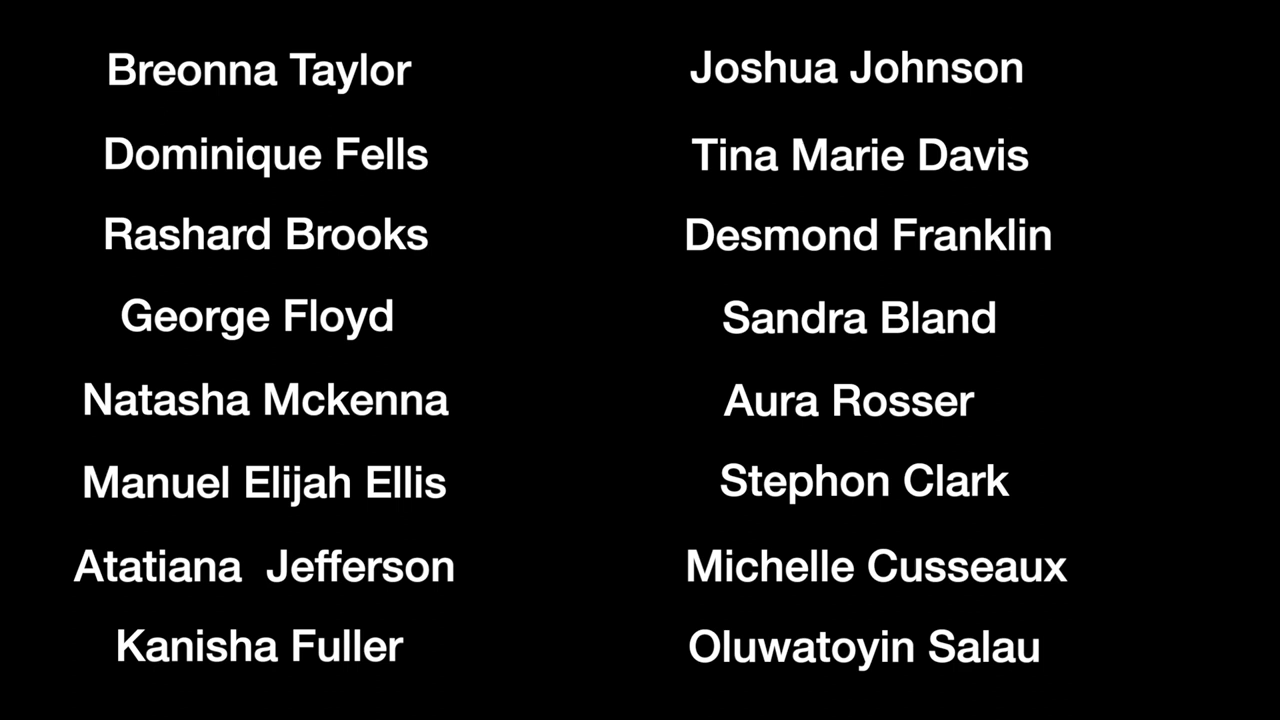 Breonna Taylor
Dominique Fells
Rashard Brooks
George Floyd
Natasha Mckenna
Manuel Elijah Ellis
Atatiana  Jefferson
Kanisha Fuller
Joshua Johnson
Tina Marie Davis
Desmond Franklin
Sandra Bland
Aura Rosser
Stephon Clark
Michelle Cusseaux
Oluwatoyin Salau